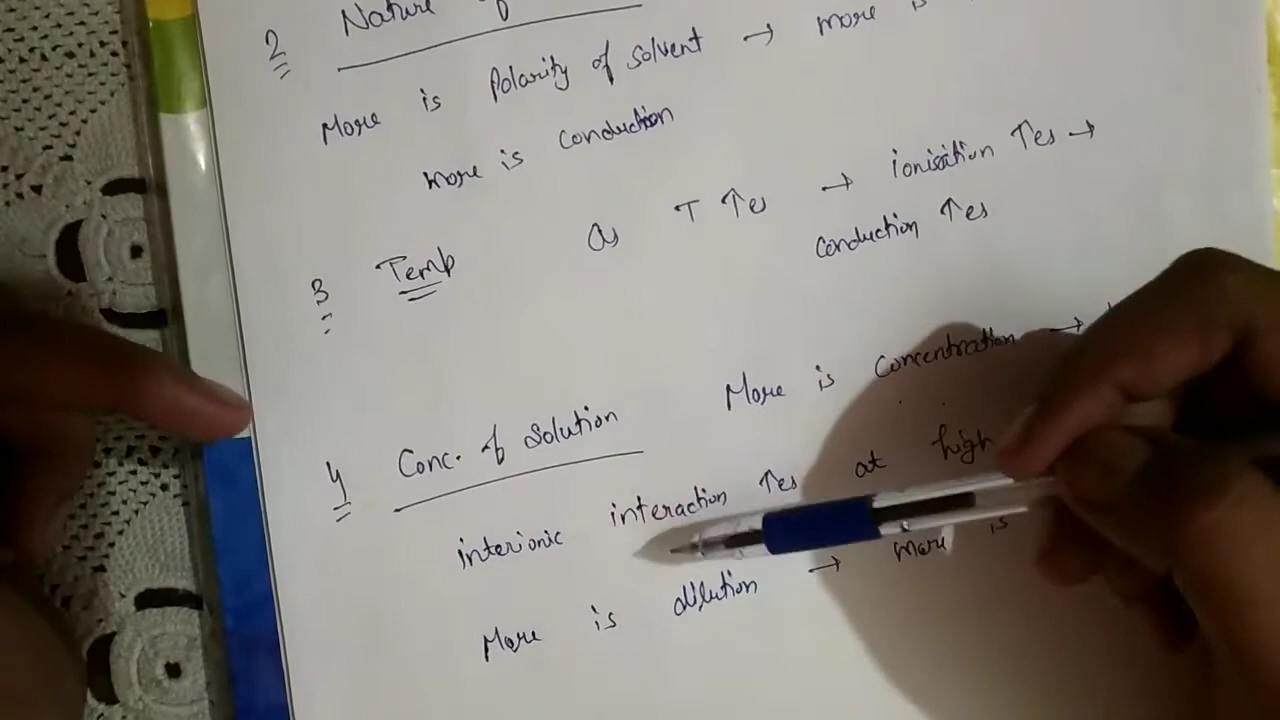 2 Nature
More is Polarity of solvent → more is
more is conduction
3 Temp as T ↑es → ionisation ↑es →
conduction ↑es
4 Conc. of Solution More is concentration →
interionic interaction ↑es at high
More is dilution → more is